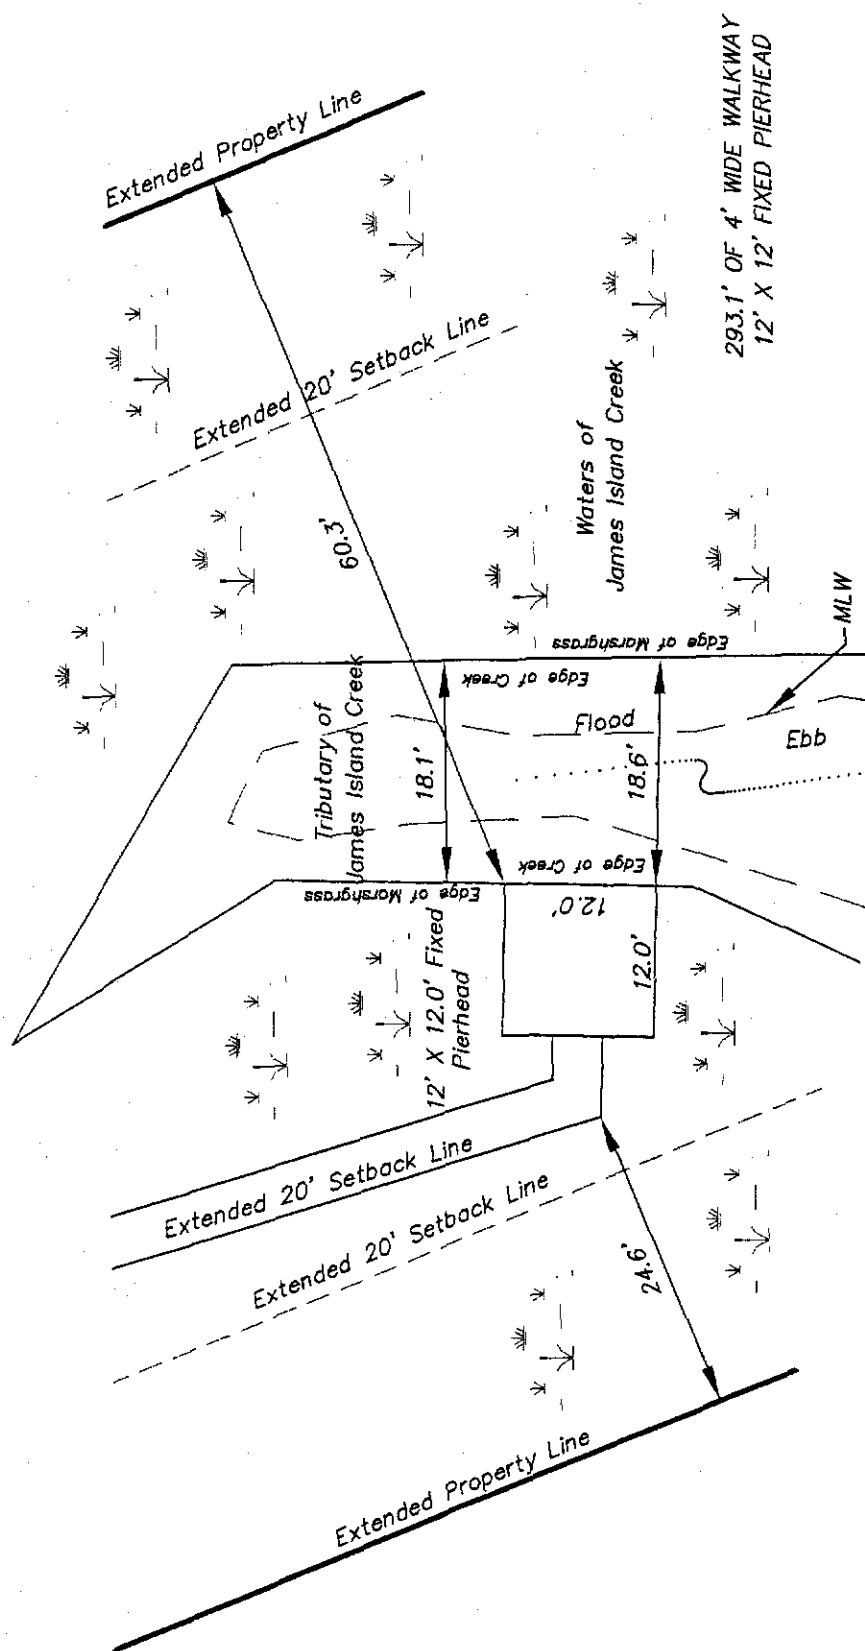 Extended Property Line
Extended 20' Setback Line
60.3'
Waters of
James Island Creek
293.1' OF 4' WIDE WALKWAY
12' X 12' FIXED PIERHEAD
Edge of Marshgrass
Edge of Creek
MLW
Tributary of
James Island Creek
18.1'
Flood
18.6'
Ebb
Edge of Marshgrass
Edge of Creek
12.0'
12.0'
12' X 12.0' Fixed
Pierhead
Extended 20' Setback Line
Extended 20' Setback Line
24.6'
Extended Property Line